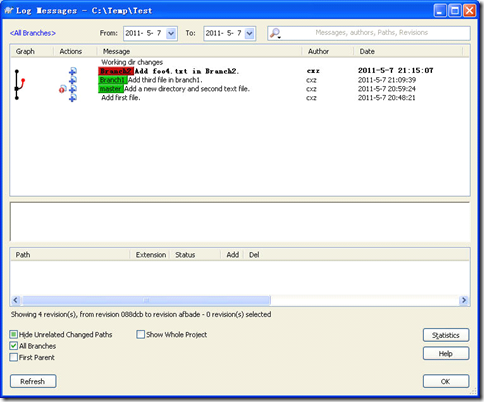 Log Messages - C:\Temp\Test
<All Branches> From: 2011- 5- 7 To: 2011- 5- 7 Messages, authors, Paths, Revisions
Graph Actions Message Author Date
Working dir changes
Branch2 Add foo4.txt in Branch2. cxz 2011-5-7 21:15:07
Branch1 Add third file in branch1. cxz 2011-5-7 21:09:39
master Add a new directory and second text file. cxz 2011-5-7 20:59:24
Add first file. cxz 2011-5-7 20:48:21
Path Extension Status Add Del
Showing 4 revision(s), from revision 088dcb to revision afbade - 0 revision(s) selected
Hide Unrelated Changed Paths Show Whole Project Statistics
All Branches
First Parent Help
Refresh OK